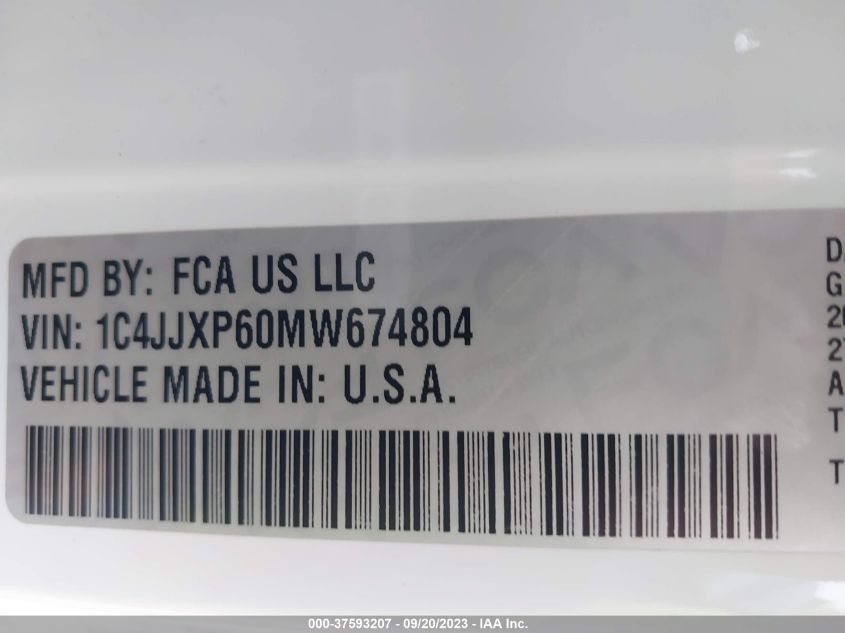 MFD BY: FCA US LLC
VIN: 1C4JJXP60MW674804
VEHICLE MADE IN: U.S.A.
000-37593207 - 09/20/2023 - IAA Inc.